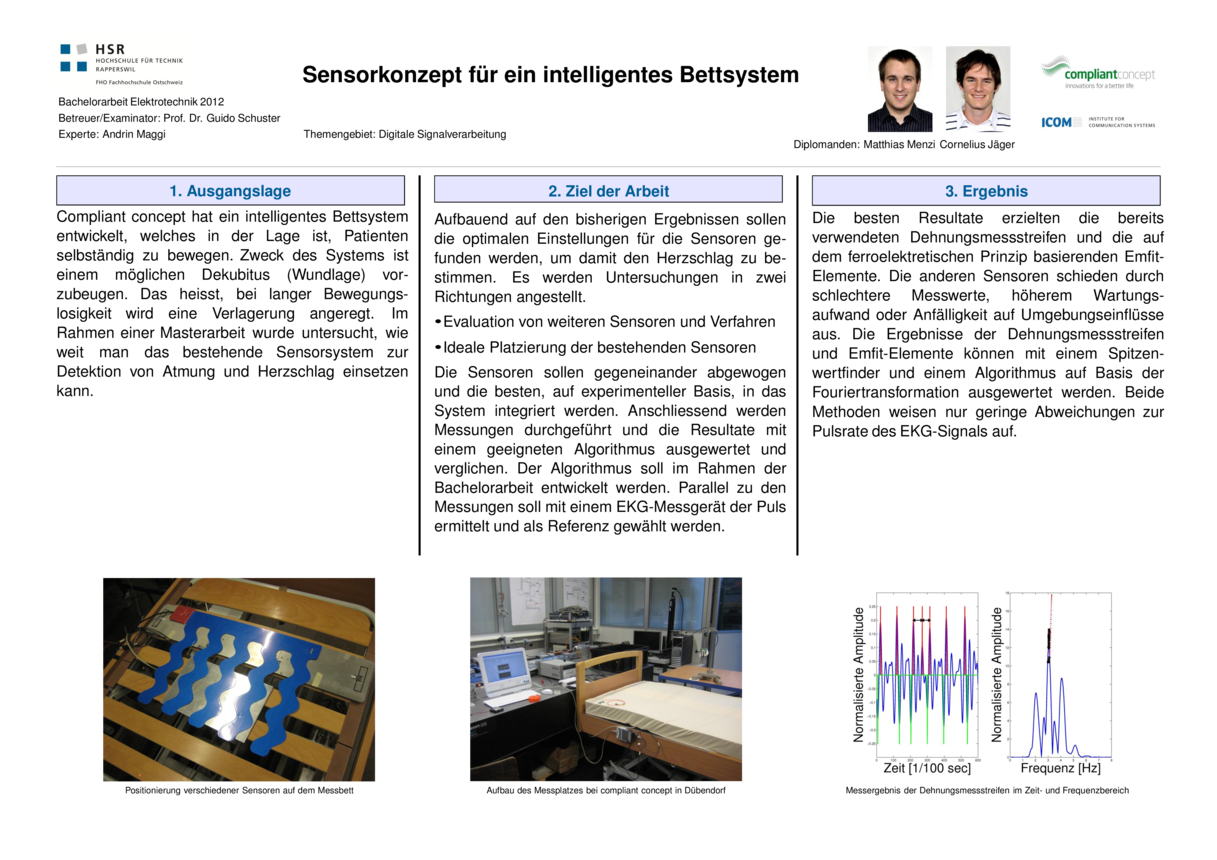 HSR
HOCHSCHULE FÜR TECHNIK
RAPPERSWIL
FHO Fachhochschule Ostschweiz
Bachelorarbeit Elektrotechnik 2012
Betreuer/Examinator: Prof. Dr. Guido Schuster
Experte: Andrin Maggi
Sensorkonzept für ein intelligentes Bettsystem
Themengebiet: Digitale Signalverarbeitung
Diplomanden: Matthias Menzi Cornelius Jäger
compliantconcept
innovations for a better life
ICOM
INSTITUTE FOR
COMMUNICATION SYSTEMS
1. Ausgangslage
Compliant concept hat ein intelligentes Bettsystem
entwickelt, welches in der Lage ist, Patienten
selbständig zu bewegen. Zweck des Systems ist
einem möglichen Dekubitus (Wundlage) vor-
zubeugen. Das heisst, bei langer Bewegungs-
losigkeit wird eine Verlagerung angeregt. Im
Rahmen einer Masterarbeit wurde untersucht, wie
weit man das bestehende Sensorsystem zur
Detektion von Atmung und Herzschlag einsetzen
kann.
2. Ziel der Arbeit
Aufbauend auf den bisherigen Ergebnissen sollen
die optimalen Einstellungen für die Sensoren ge-
funden werden, um damit den Herzschlag zu be-
stimmen. Es werden Untersuchungen in zwei
Richtungen angestellt.
•Evaluation von weiteren Sensoren und Verfahren
•Ideale Platzierung der bestehenden Sensoren
Die Sensoren sollen gegeneinander abgewogen
und die besten, auf experimenteller Basis, in das
System integriert werden. Anschliessend werden
Messungen durchgeführt und die Resultate mit
einem geeigneten Algorithmus ausgewertet und
verglichen. Der Algorithmus soll im Rahmen der
Bachelorarbeit entwickelt werden. Parallel zu den
Messungen soll mit einem EKG-Messgerät der Puls
ermittelt und als Referenz gewählt werden.
3. Ergebnis
Die besten Resultate erzielten die bereits
verwendeten Dehnungsmessstreifen und die auf
dem ferroelektretischen Prinzip basierenden Emfit-
Elemente. Die anderen Sensoren schieden durch
schlechtere Messwerte, höherem Wartungs-
aufwand oder Anfälligkeit auf Umgebungseinflüsse
aus. Die Ergebnisse der Dehnungsmessstreifen
und Emfit-Elemente können mit einem Spitzen-
wertfinder und einem Algorithmus auf Basis der
Fouriertransformation ausgewertet werden. Beide
Methoden weisen nur geringe Abweichungen zur
Pulsrate des EKG-Signals auf.
Positionierung verschiedener Sensoren auf dem Messbett
Aufbau des Messplatzes bei compliant concept in Dübendorf
Normalisierte Amplitude
Zeit [1/100 sec]
Normalisierte Amplitude
Frequenz [Hz]
Messergebnis der Dehnungsmessstreifen im Zeit- und Frequenzbereich